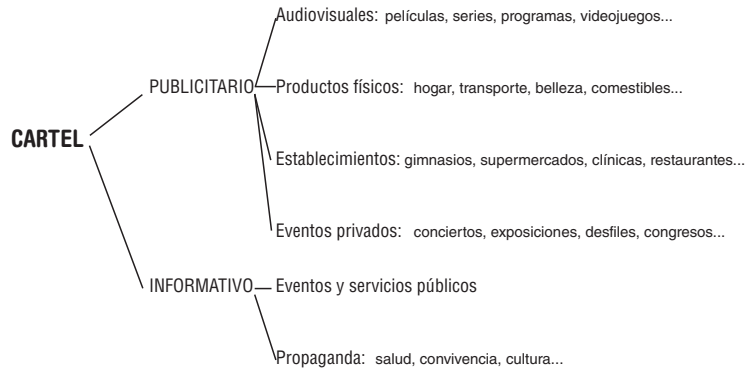 Audiovisuales: películas, series, programas, videojuegos...
PUBLICITARIO
Productos físicos: hogar, transporte, belleza, comestibles...
CARTEL
Establecimientos: gimnasios, supermercados, clínicas, restaurantes...
Eventos privados: conciertos, exposiciones, desfiles, congresos...
INFORMATIVO
Eventos y servicios públicos
Propaganda: salud, convivencia, cultura...